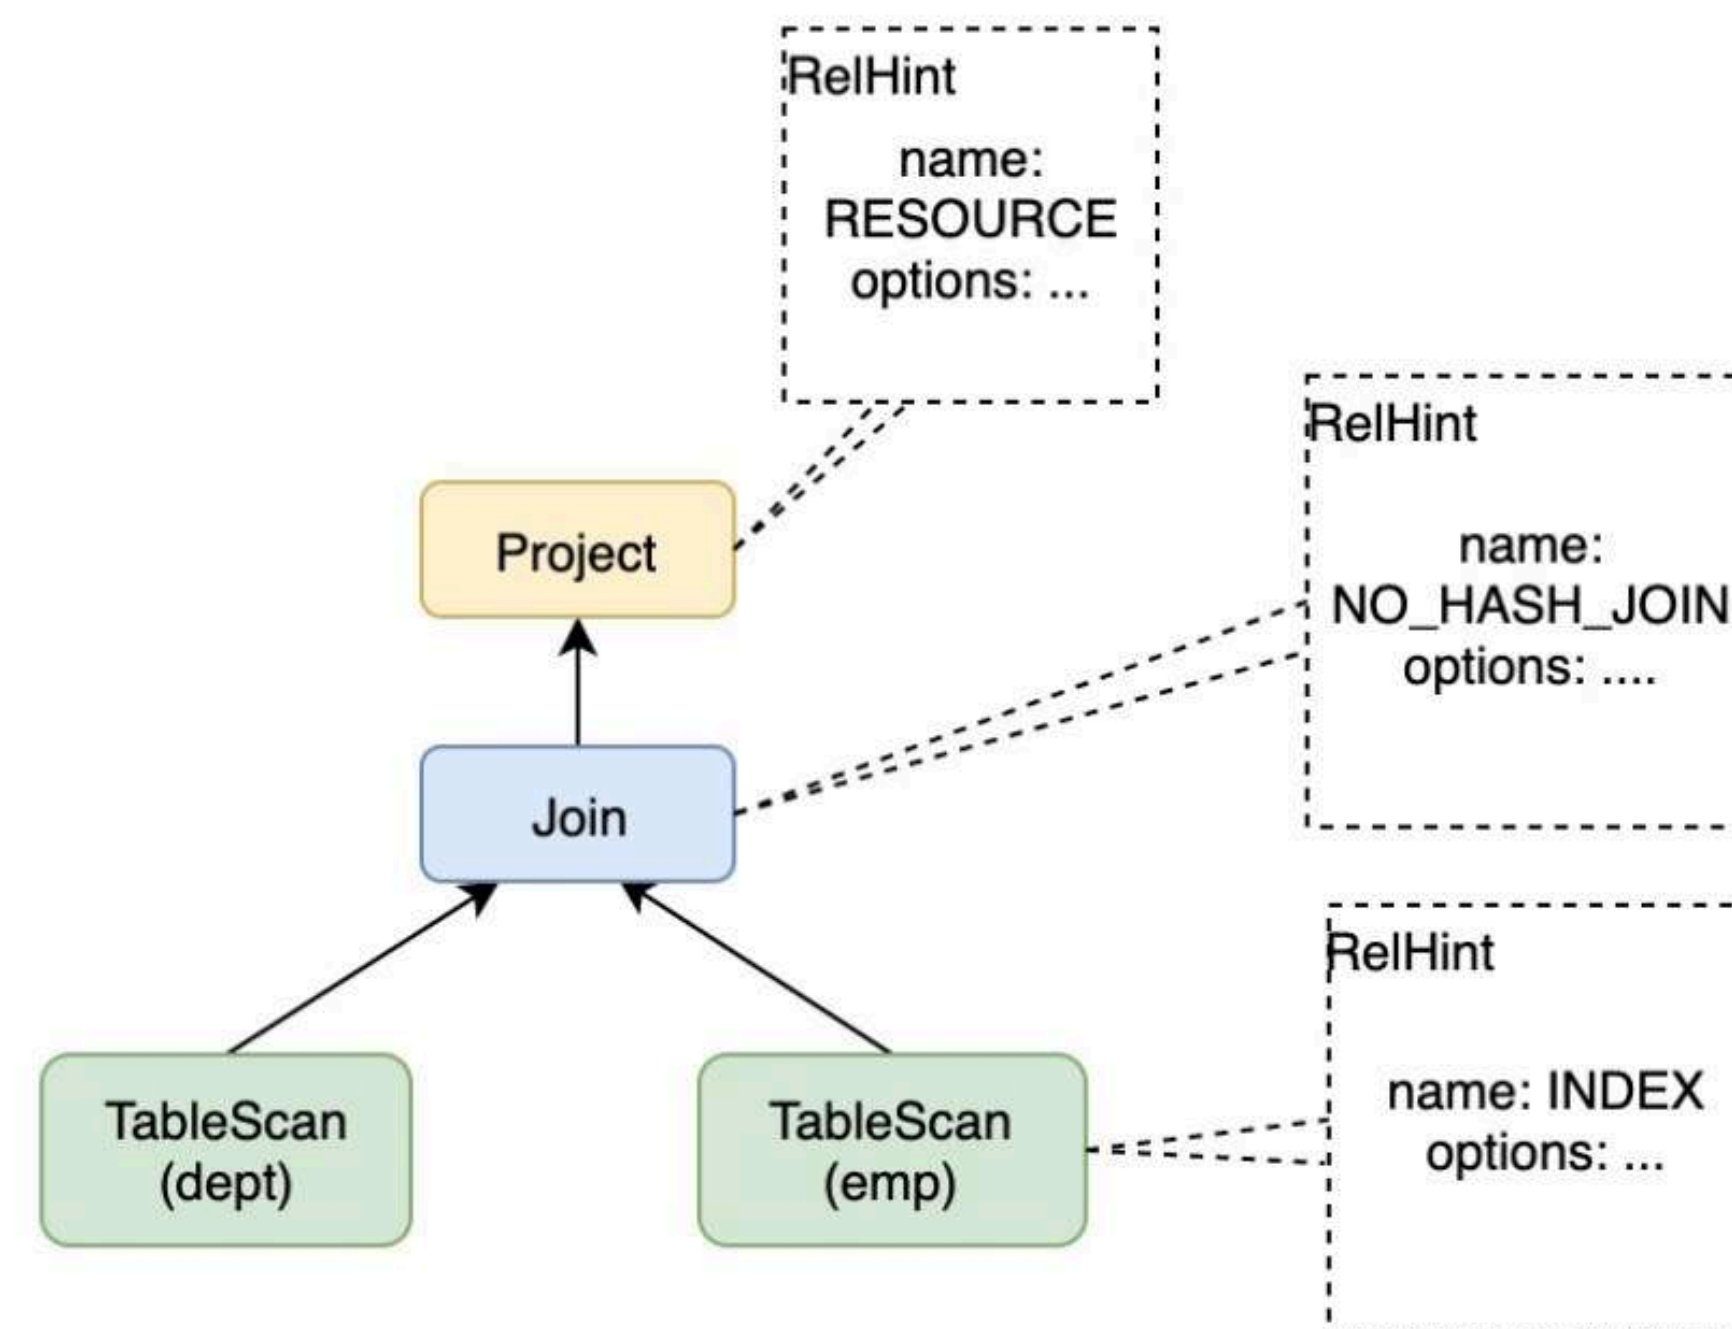 RelHint
name:
RESOURCE
options: ...
RelHint
name:
NO_HASH_JOIN
options: ....
Project
Join
RelHint
name: INDEX
options: ...
TableScan
(dept)
TableScan
(emp)